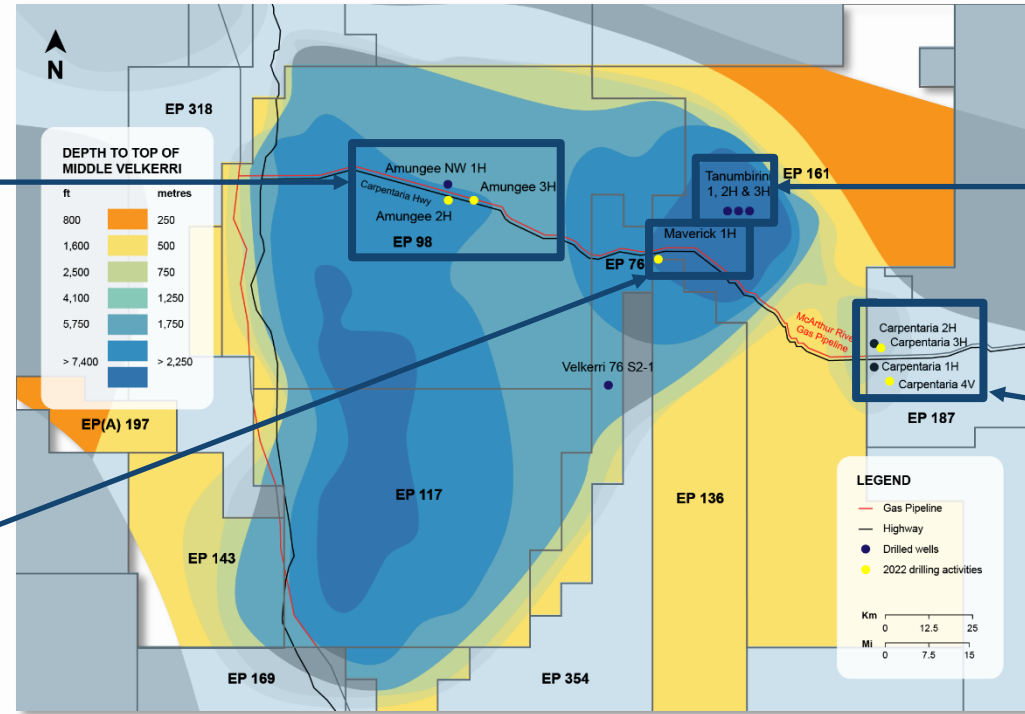 N
EP 318
DEPTH TO TOP OF
MIDDLE VELKERRI
ft metres
800 250
1,600 500
2,500 750
4,100 1,250
5,750 1,750
> 7,400 > 2,250
Amungee NW 1H
Amungee 3H
Carpentaria Hwy
Amungee 2H
EP 98
Tanumbirini
1, 2H & 3H
EP 161
Maverick 1H
EP 76
McArthur River
Gas Pipeline
Carpentaria 2H
Carpentaria 3H
Carpentaria 1H
Carpentaria 4V
EP 187
Velkerri 76 S2-1
EP(A) 197
EP 117
EP 136
EP 143
EP 169
EP 354
LEGEND
Gas Pipeline
Highway
Drilled wells
2022 drilling activities
Km
0 12.5 25
Mi
0 7.5 15